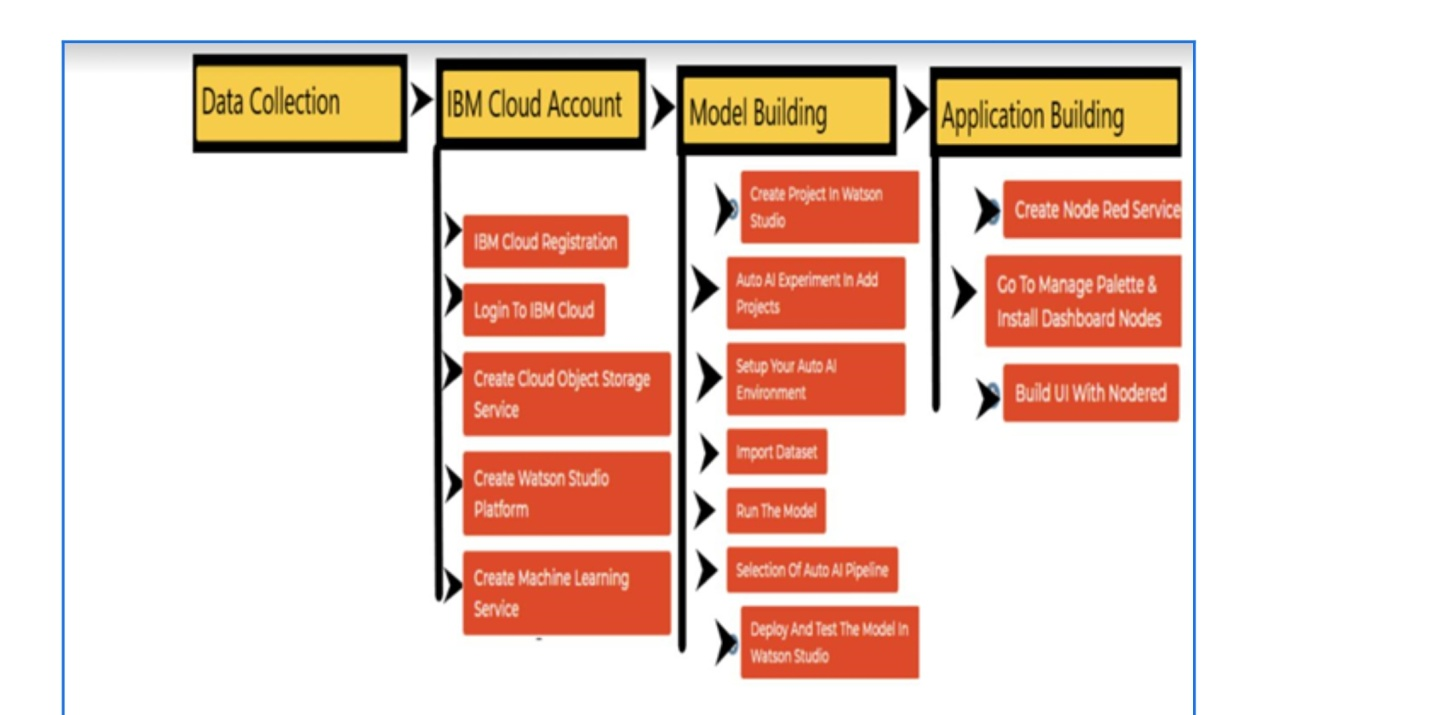 Data Collection
IBM Cloud Account
Model Building
Application Building
IBM Cloud Registration
Login To IBM Cloud
Create Cloud Object Storage
Service
Create Watson Studio
Platform
Create Machine Learning
Service
Create Project In Watson
Studio
Auto AI Experiment In Add
Projects
Setup Your Auto AI
Environment
Import Dataset
Run The Model
Selection Of Auto AI Pipeline
Deploy And Test The Model In
Watson Studio
Create Node Red Service
Go To Manage Palette &
Install Dashboard Nodes
Build UI With Nodered